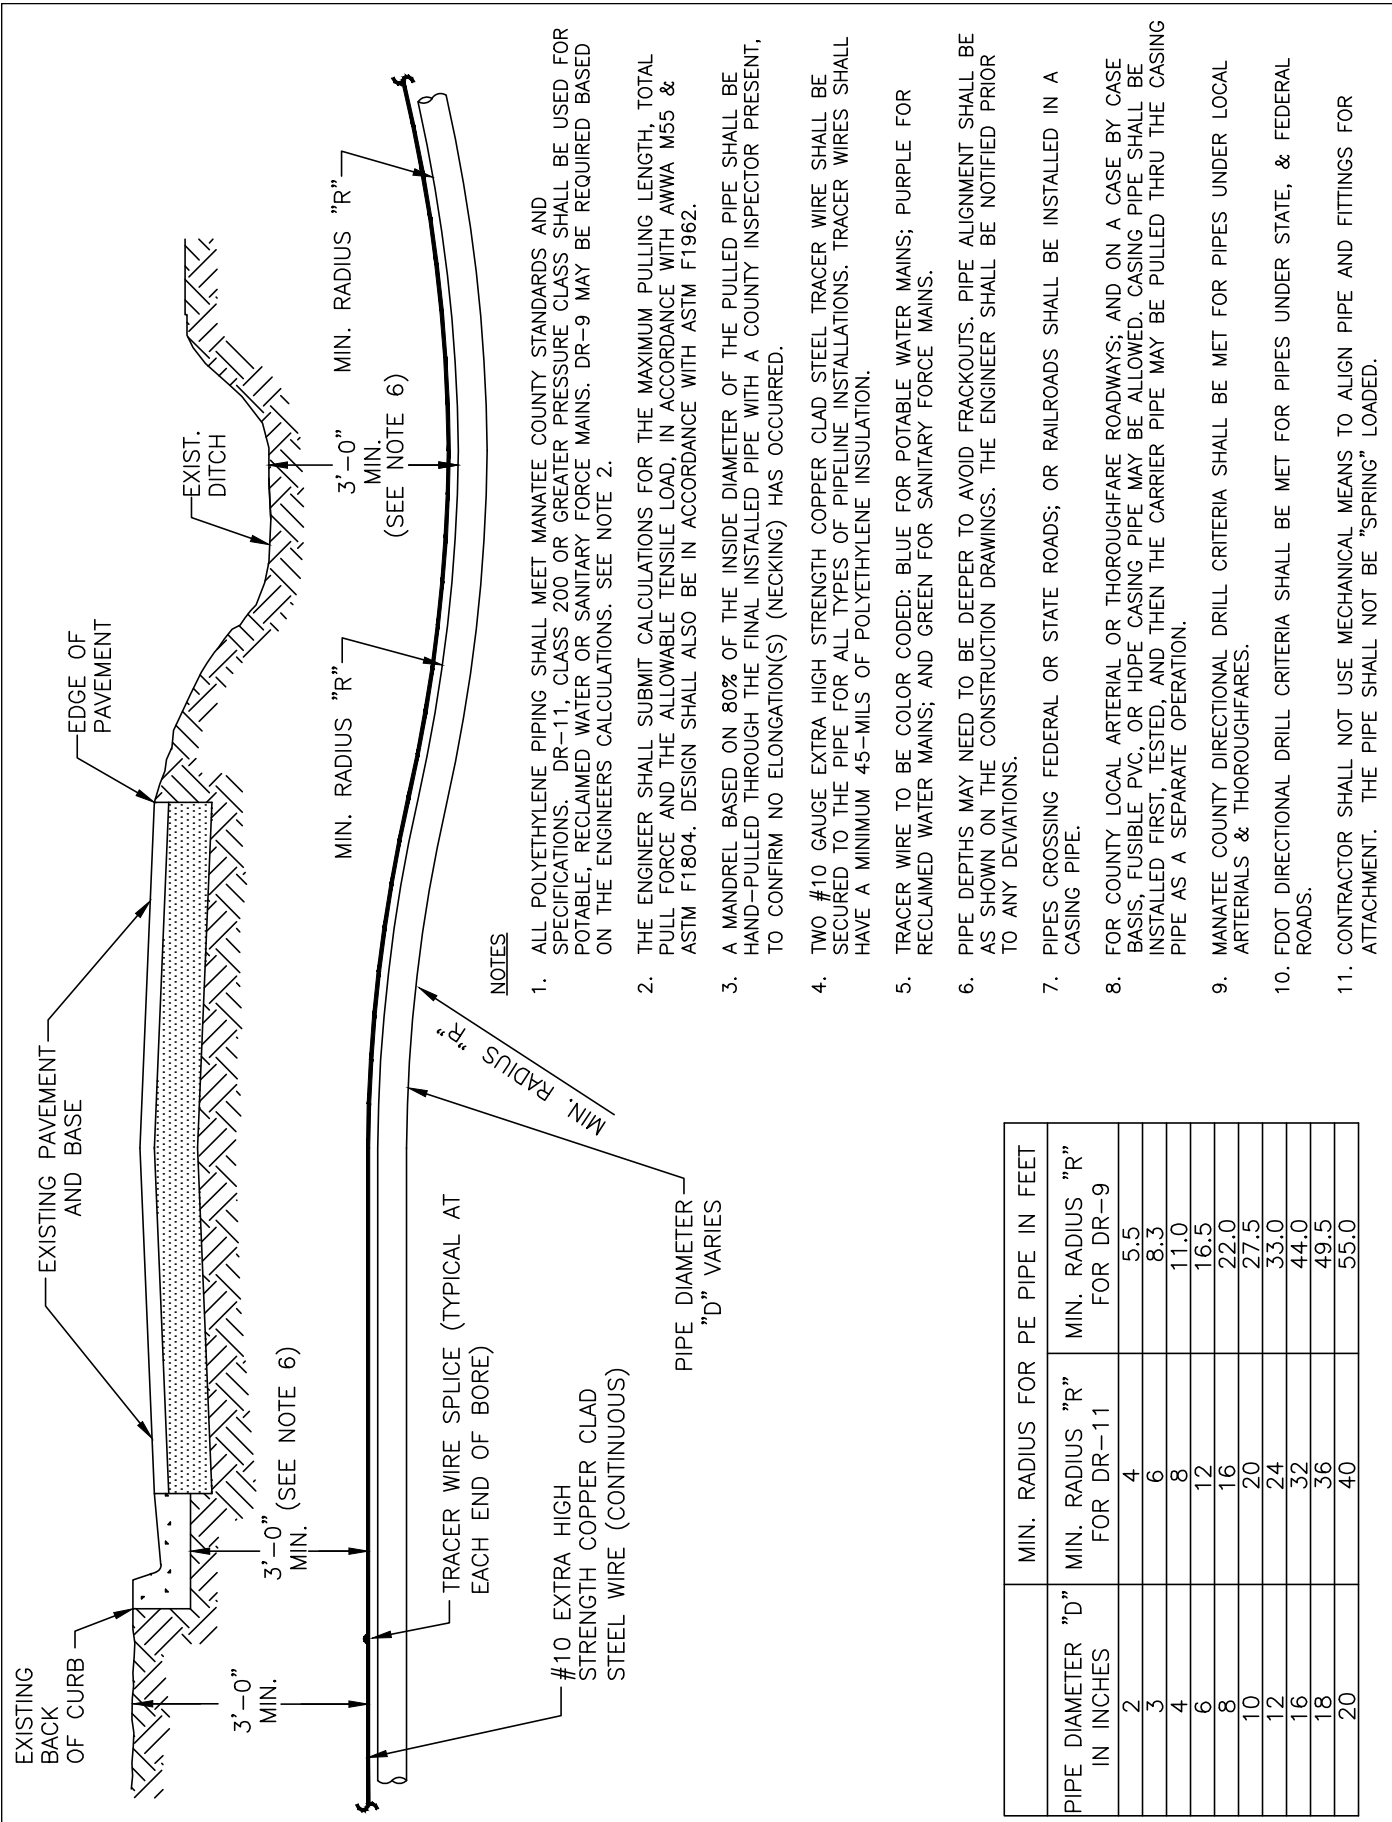 EXISTING
BACK
OF CURB
3'-0"
MIN.
3'-0"
MIN.
(SEE NOTE 6)
EXISTING PAVEMENT
AND BASE
EDGE OF
PAVEMENT
EXIST.
DITCH
3'-0"
MIN.
(SEE NOTE 6)
MIN. RADIUS "R"
MIN. RADIUS "R"
MIN. RADIUS "R"
TRACER WIRE SPLICE (TYPICAL AT
EACH END OF BORE)
#10 EXTRA HIGH
STRENGTH COPPER CLAD
STEEL WIRE (CONTINUOUS)
PIPE DIAMETER
"D" VARIES
NOTES
1. ALL POLYETHYLENE PIPING SHALL MEET MANATEE COUNTY STANDARDS AND
SPECIFICATIONS. DR-11, CLASS 200 OR GREATER PRESSURE CLASS SHALL BE USED FOR
POTABLE, RECLAIMED WATER OR SANITARY FORCE MAINS. DR-9 MAY BE REQUIRED BASED
ON THE ENGINEERS CALCULATIONS. SEE NOTE 2.
2. THE ENGINEER SHALL SUBMIT CALCULATIONS FOR THE MAXIMUM PULLING LENGTH, TOTAL
PULL FORCE AND THE ALLOWABLE TENSILE LOAD, IN ACCORDANCE WITH AWWA M55 &
ASTM F1804. DESIGN SHALL ALSO BE IN ACCORDANCE WITH ASTM F1962.
3. A MANDREL BASED ON 80% OF THE INSIDE DIAMETER OF THE PULLED PIPE SHALL BE
HAND-PULLED THROUGH THE FINAL INSTALLED PIPE WITH A COUNTY INSPECTOR PRESENT,
TO CONFIRM NO ELONGATION(S) (NECKING) HAS OCCURRED.
4. TWO #10 GAUGE EXTRA HIGH STRENGTH COPPER CLAD STEEL TRACER WIRE SHALL BE
SECURED TO THE PIPE FOR ALL TYPES OF PIPELINE INSTALLATIONS. TRACER WIRES SHALL
HAVE A MINIMUM 45-MILS OF POLYETHYLENE INSULATION.
5. TRACER WIRE TO BE COLOR CODED: BLUE FOR POTABLE WATER MAINS; PURPLE FOR
RECLAIMED WATER MAINS; AND GREEN FOR SANITARY FORCE MAINS.
6. PIPE DEPTHS MAY NEED TO BE DEEPER TO AVOID FRACKOUTS. PIPE ALIGNMENT SHALL BE
AS SHOWN ON THE CONSTRUCTION DRAWINGS. THE ENGINEER SHALL BE NOTIFIED PRIOR
TO ANY DEVIATIONS.
7. PIPES CROSSING FEDERAL OR STATE ROADS; OR RAILROADS SHALL BE INSTALLED IN A
CASING PIPE.
8. FOR COUNTY LOCAL ARTERIAL OR THOROUGHFARE ROADWAYS; AND ON A CASE BY CASE
BASIS, FUSIBLE PVC, OR HDPE CASING PIPE MAY BE ALLOWED. CASING PIPE SHALL BE
INSTALLED FIRST, TESTED, AND THEN THE CARRIER PIPE MAY BE PULLED THRU THE CASING
PIPE AS A SEPARATE OPERATION.
9. MANATEE COUNTY DIRECTIONAL DRILL CRITERIA SHALL BE MET FOR PIPES UNDER LOCAL
ARTERIALS & THOROUGHFARES.
10. FDOT DIRECTIONAL DRILL CRITERIA SHALL BE MET FOR PIPES UNDER STATE, & FEDERAL
ROADS.
11. CONTRACTOR SHALL NOT USE MECHANICAL MEANS TO ALIGN PIPE AND FITTINGS FOR
ATTACHMENT. THE PIPE SHALL NOT BE "SPRING" LOADED.
MIN. RADIUS FOR PE PIPE IN FEET
PIPE DIAMETER "D" MIN. RADIUS "R" MIN. RADIUS "R"
IN INCHES FOR DR-11 FOR DR-9
2 4 5.5
3 6 8.3
4 8 11.0
6 12 16.5
8 16 22.0
10 20 27.5
12 24 33.0
16 32 44.0
18 36 49.5
20 40 55.0